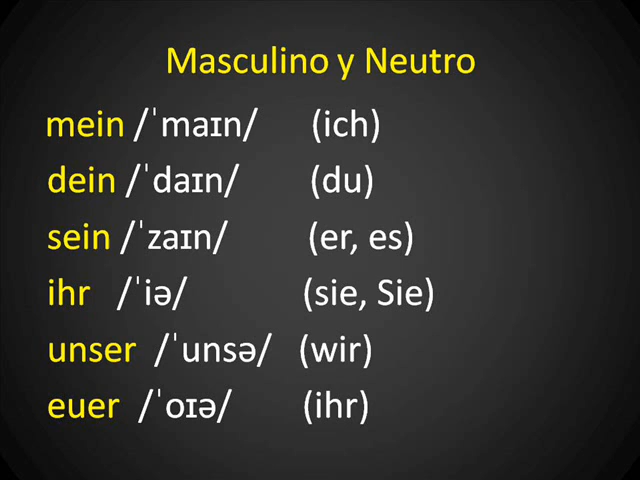 Masculino y Neutro
mein /ˈmaɪn/ (ich)
dein /ˈdaɪn/ (du)
sein /ˈzaɪn/ (er, es)
ihr /ˈiə/ (sie, Sie)
unser /ˈunsə/ (wir)
euer /ˈoɪə/ (ihr)